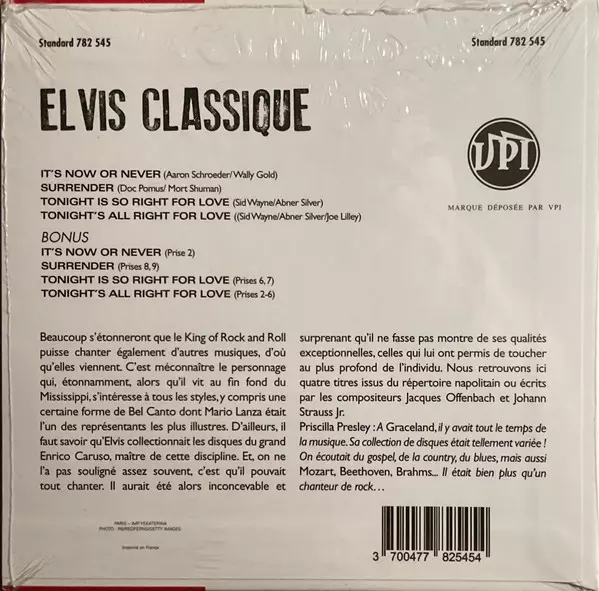 Standard 782 545
Standard 782 545
ELVIS CLASSIQUE
IT'S NOW OR NEVER (Aaron Schroeder/Wally Gold)
SURRENDER (Doc Pomus/ Mort Shuman)
TONIGHT IS SO RIGHT FOR LOVE (Sid Wayne/Abner Silver)
TONIGHT'S ALL RIGHT FOR LOVE ((Sid Wayne/Abner Silver/Joe Lilley)
VPI
MARQUE DÉPOSÉE PAR VPI
BONUS
IT'S NOW OR NEVER (Prise 2)
SURRENDER (Prises 8, 9)
TONIGHT IS SO RIGHT FOR LOVE (Prises 6, 7)
TONIGHT'S ALL RIGHT FOR LOVE (Prises 2-6)
Beaucoup s'étonneront que le King of Rock and Roll
puisse chanter également d'autres musiques, d'où
qu'elles viennent. C'est méconnaître le personnage
qui, étonnamment, alors qu'il vit au fin fond du
Mississipi, s'intéresse à tous les styles, y compris une
certaine forme de Bel Canto dont Mario Lanza était
l'un des représentants les plus illustres. D'ailleurs, il
faut savoir qu'Elvis collectionnait les disques du grand
Enrico Caruso, maître de cette discipline. Et, on ne
l'a pas souligné assez souvent, c'est qu'il pouvait
tout chanter. Il aurait été alors inconcevable et
surprenant qu'il ne fasse pas montre de ses qualités
exceptionnelles, celles qui lui ont permis de toucher
au plus profond de l'individu. Nous retrouvons ici
quatre titres issus du répertoire napolitain ou écrits
par les compositeurs Jacques Offenbach et Johann
Strauss Jr.
Priscilla Presley : A Graceland, il y avait tout le temps de
la musique. Sa collection de disques était tellement variée !
On écoutait du gospel, de la country, du blues, mais aussi
Mozart, Beethoven, Brahms... Il était bien plus qu'un
chanteur de rock…
PARIS – IMP YEKATERINA
Imprimé en France
3 700477 825454